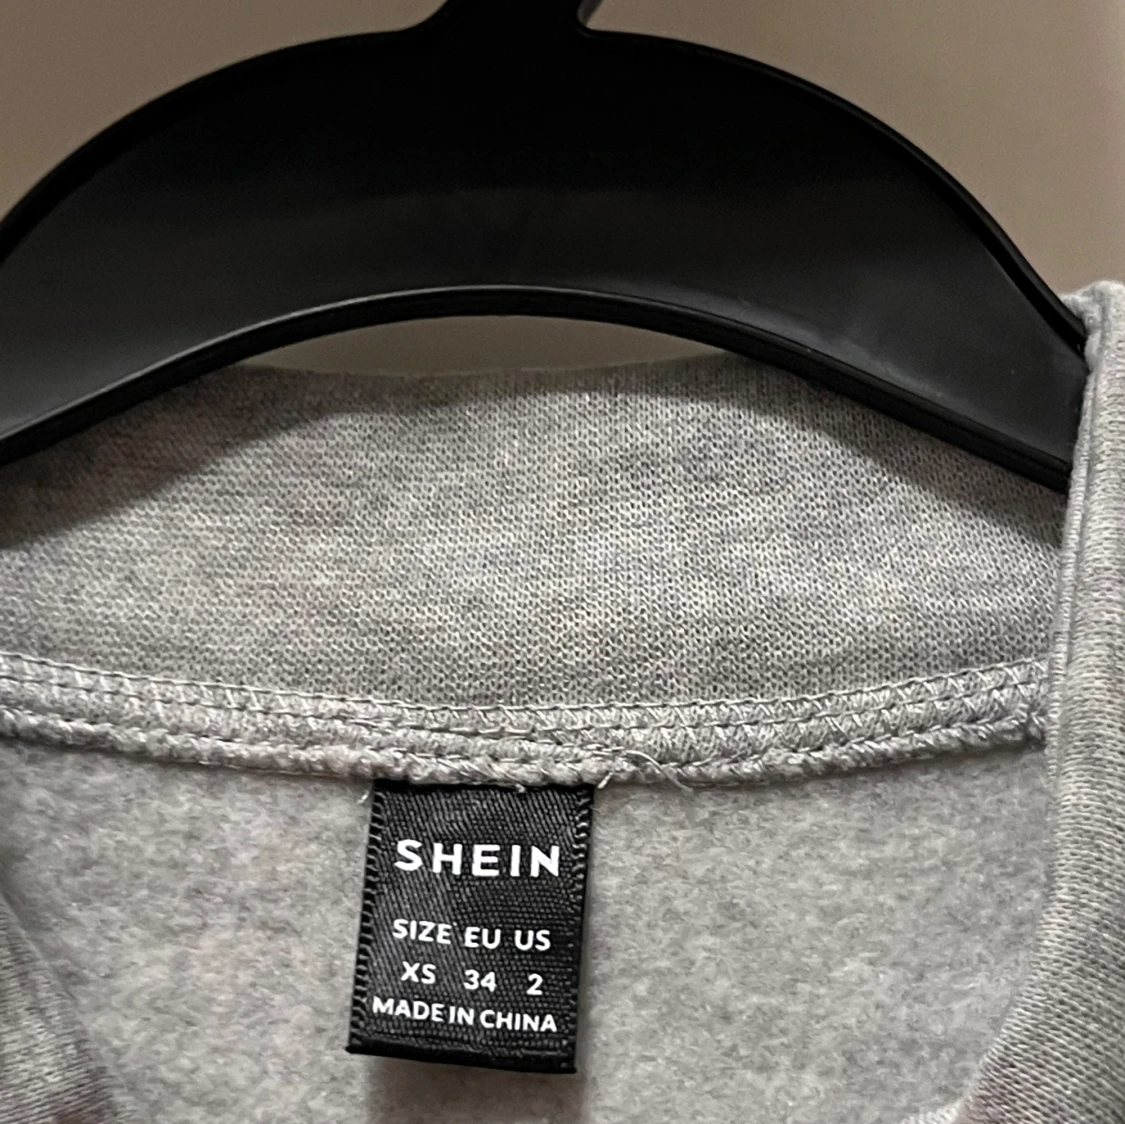 SHEIN
SIZE EU US
XS 34 2
MADE IN CHINA